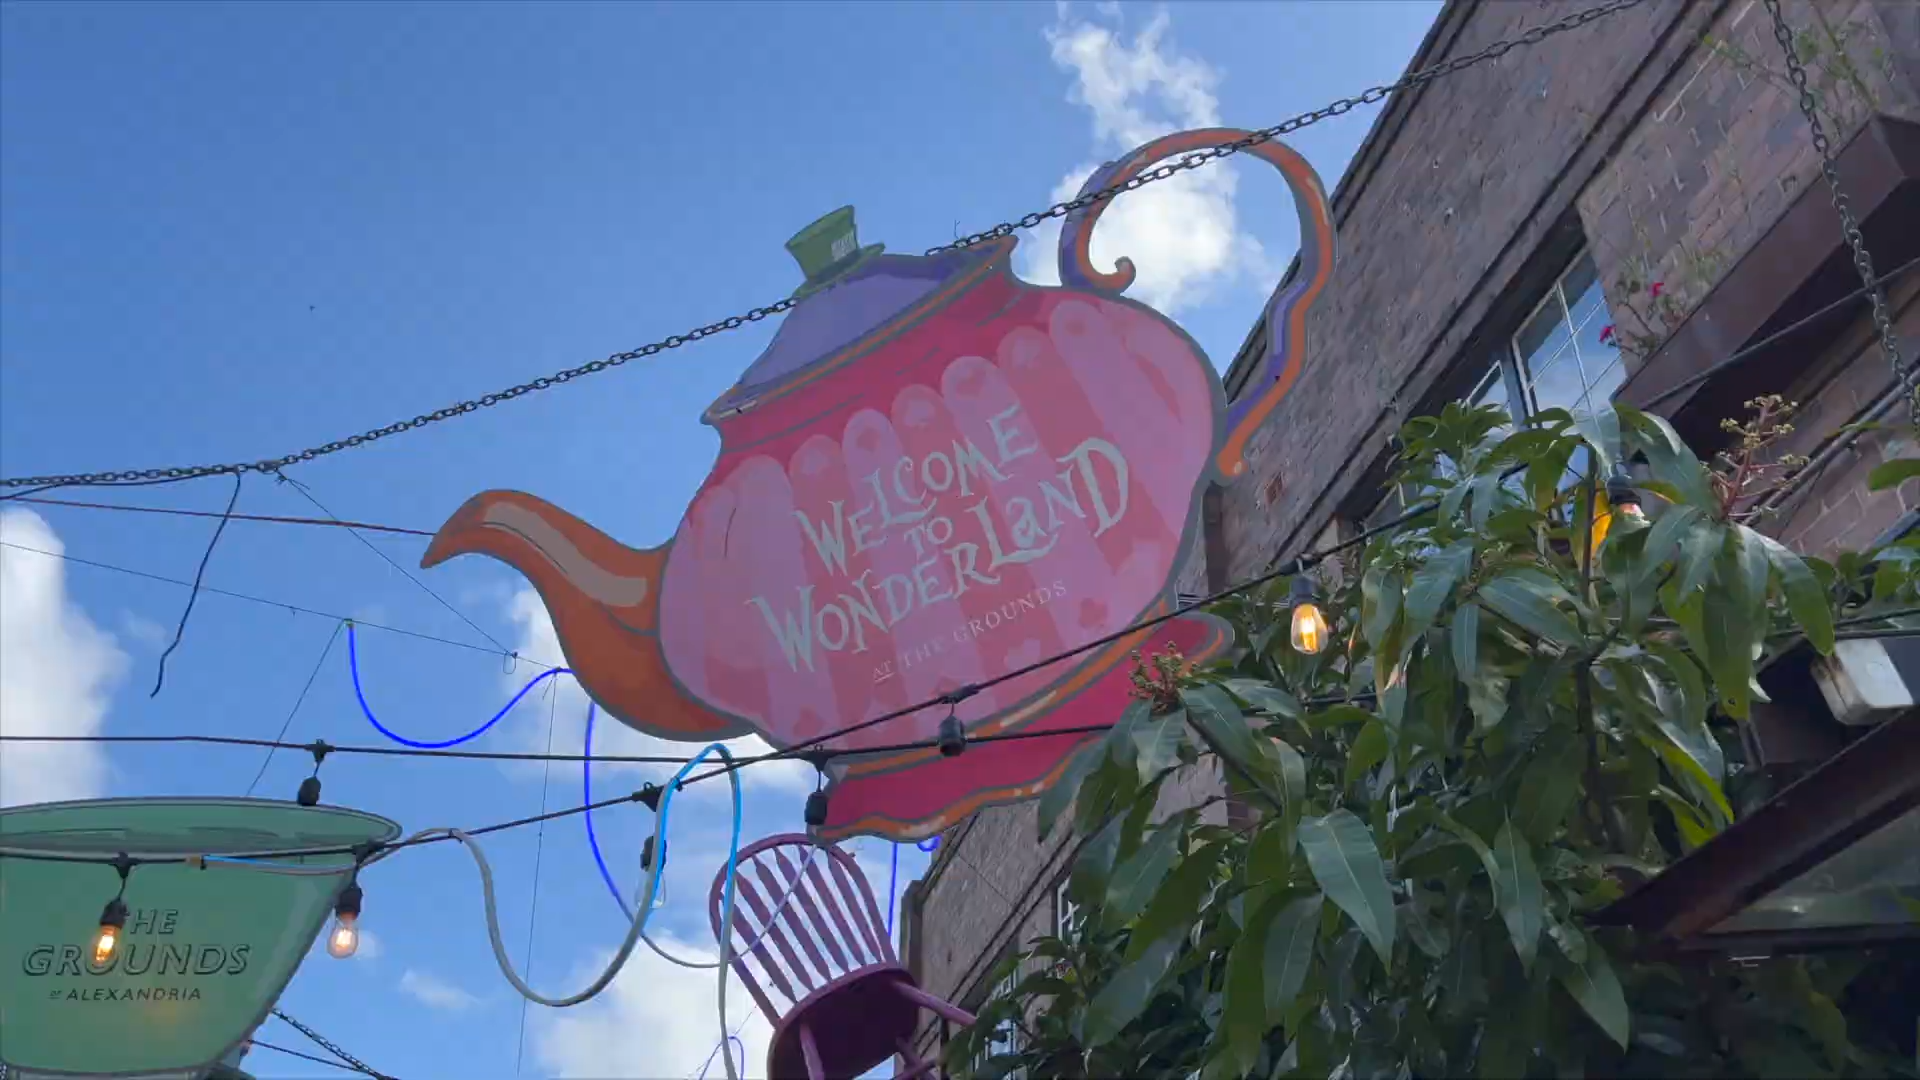 WELCOME
TO
WONDERLAND
AT THE GROUNDS
THE
GROUNDS
OF ALEXANDRIA